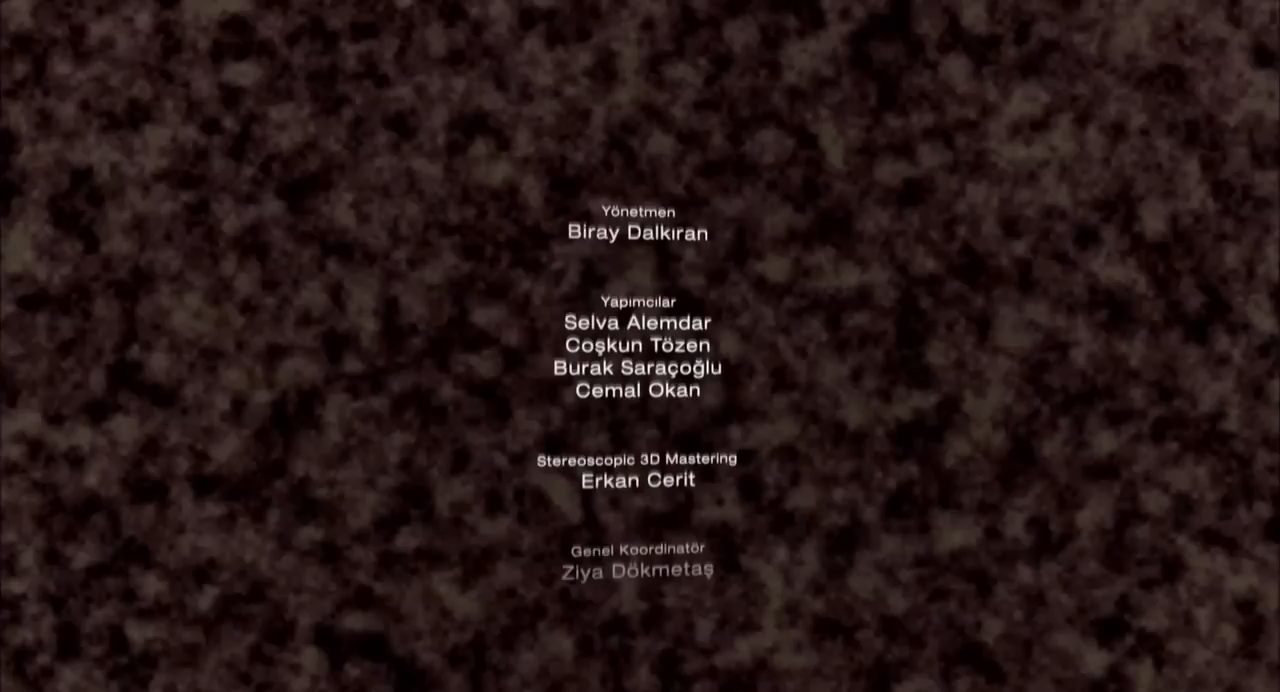 Yönetmen
Biray Dalkıran
Yapımcılar
Selva Alemdar
Coşkun Tözen
Burak Saraçoğlu
Cemal Okan
Stereoscopic 3D Mastering
Erkan Cerit
Genel Koordinatör
Ziya Dökmetaş